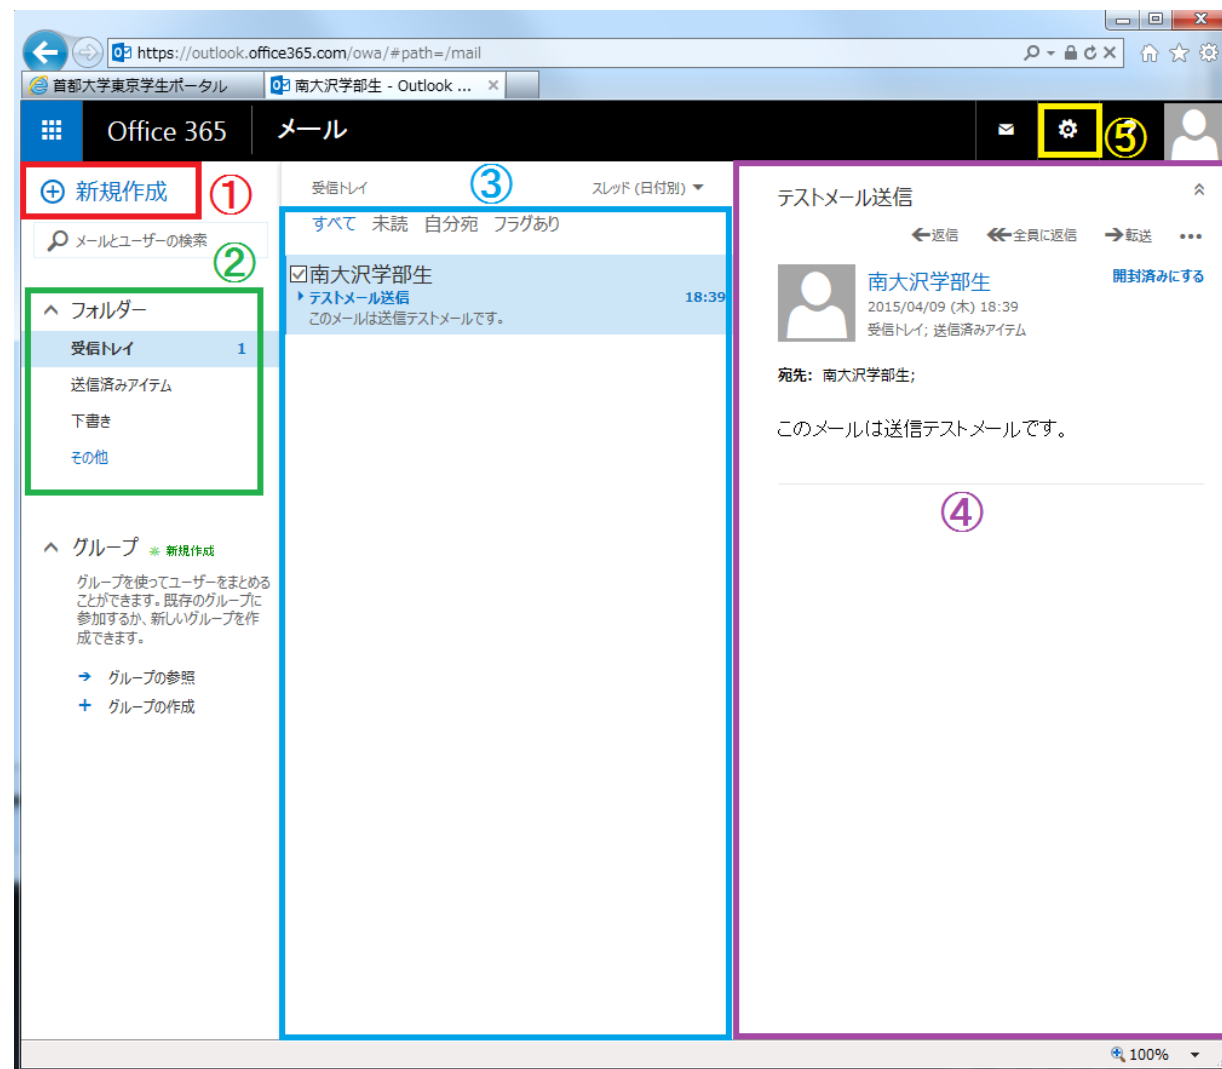 https://outlook.office365.com/owa/#path=/mail
首都大学東京学生ポータル
南大沢学部生 - Outlook ...
Office 365
メール
⑤
新規作成
①
メールとユーザーの検索
②
フォルダー
受信トレイ 1
送信済みアイテム
下書き
その他
グループ ✳ 新規作成
グループを使ってユーザーをまとめる
ことができます。既存のグループに
参加するか、新しいグループを作
成できます。
→ グループの参照
+ グループの作成
受信トレイ
③
スレッド (日付別) ▼
すべて 未読 自分宛 フラグあり
南大沢学部生
テストメール送信 18:39
このメールは送信テストメールです。
テストメール送信
←返信 全員に返信 →転送 •••
南大沢学部生 開封済みにする
2015/04/09 (木) 18:39
受信トレイ; 送信済みアイテム
宛先: 南大沢学部生;
このメールは送信テストメールです。
④
100%